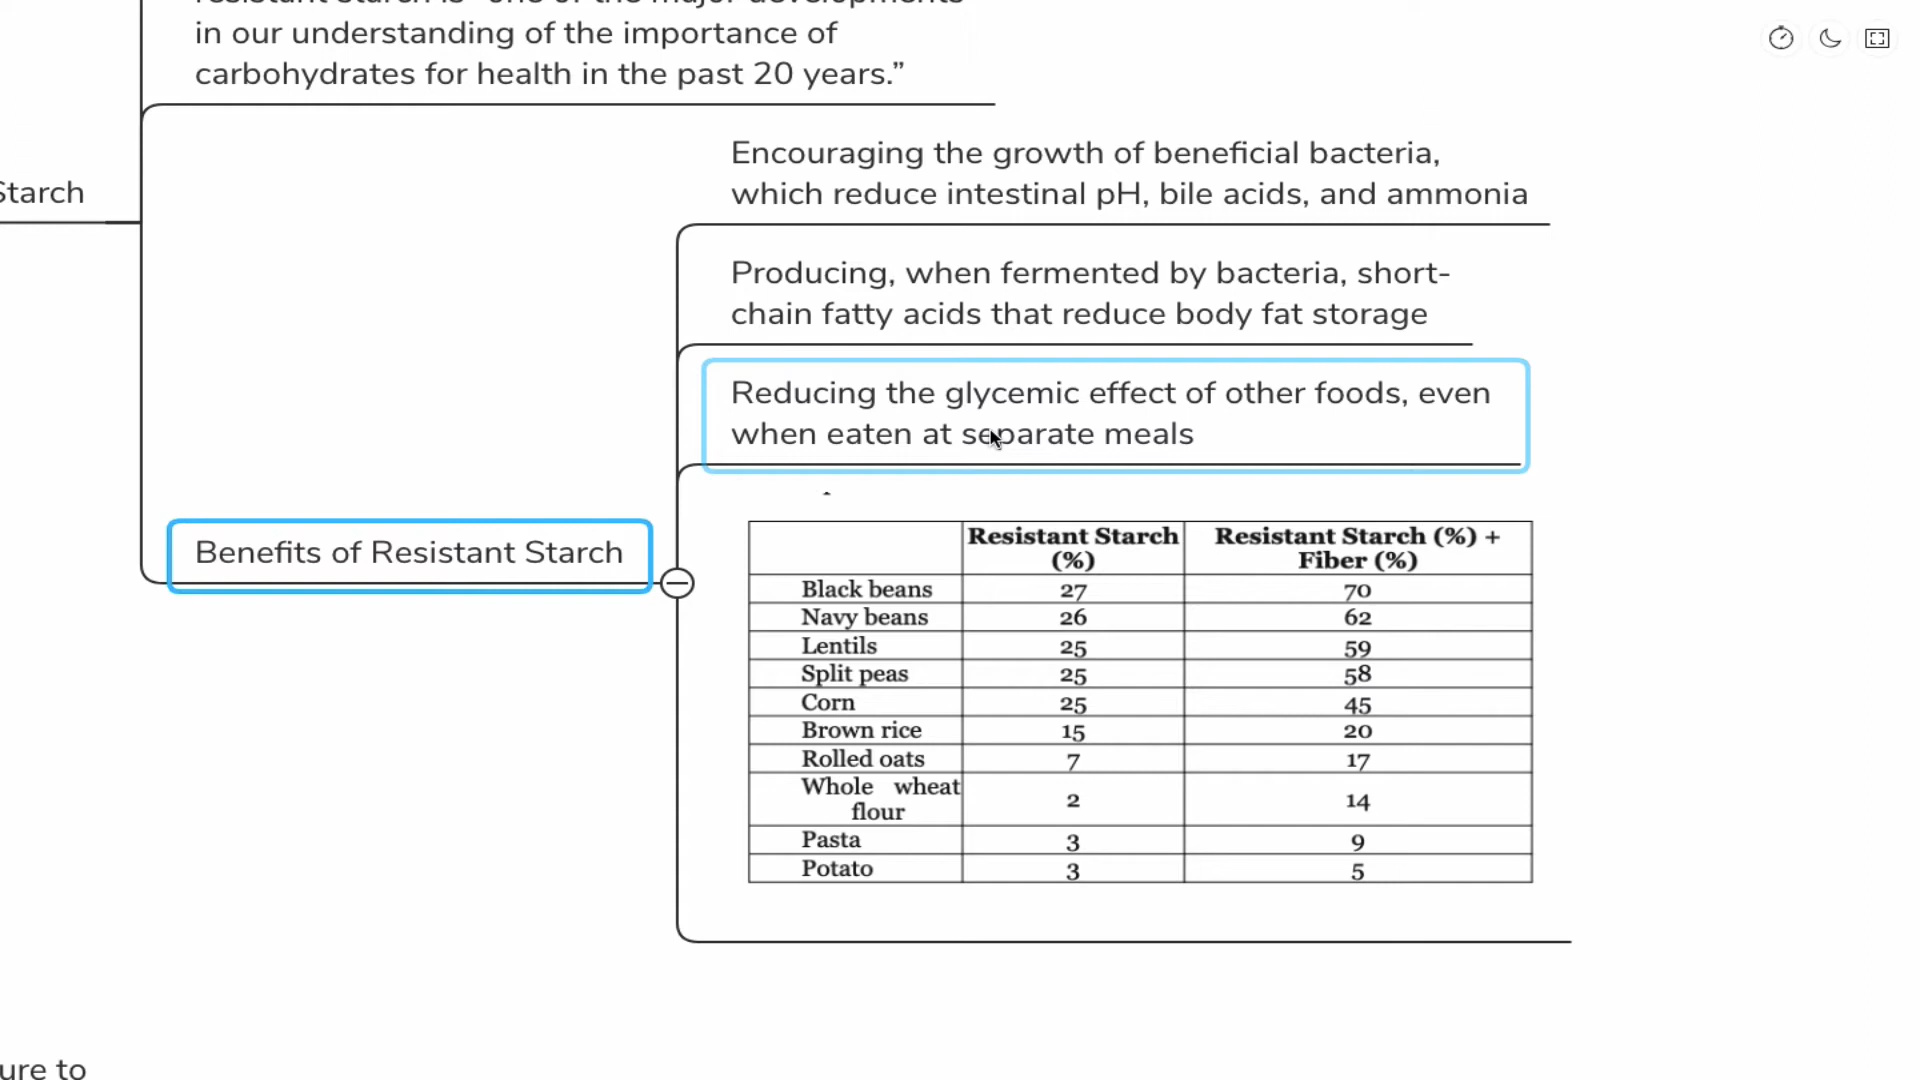 in our understanding of the importance of
carbohydrates for health in the past 20 years.”
Starch
Encouraging the growth of beneficial bacteria,
which reduce intestinal pH, bile acids, and ammonia
Producing, when fermented by bacteria, short-
chain fatty acids that reduce body fat storage
Reducing the glycemic effect of other foods, even
when eaten at separate meals
Benefits of Resistant Starch
Resistant Starch (%) Resistant Starch (%) + Fiber (%)
Black beans 27 70
Navy beans 26 62
Lentils 25 59
Split peas 25 58
Corn 25 45
Brown rice 15 20
Rolled oats 7 17
Whole wheat flour 2 14
Pasta 3 9
Potato 3 5
ure to